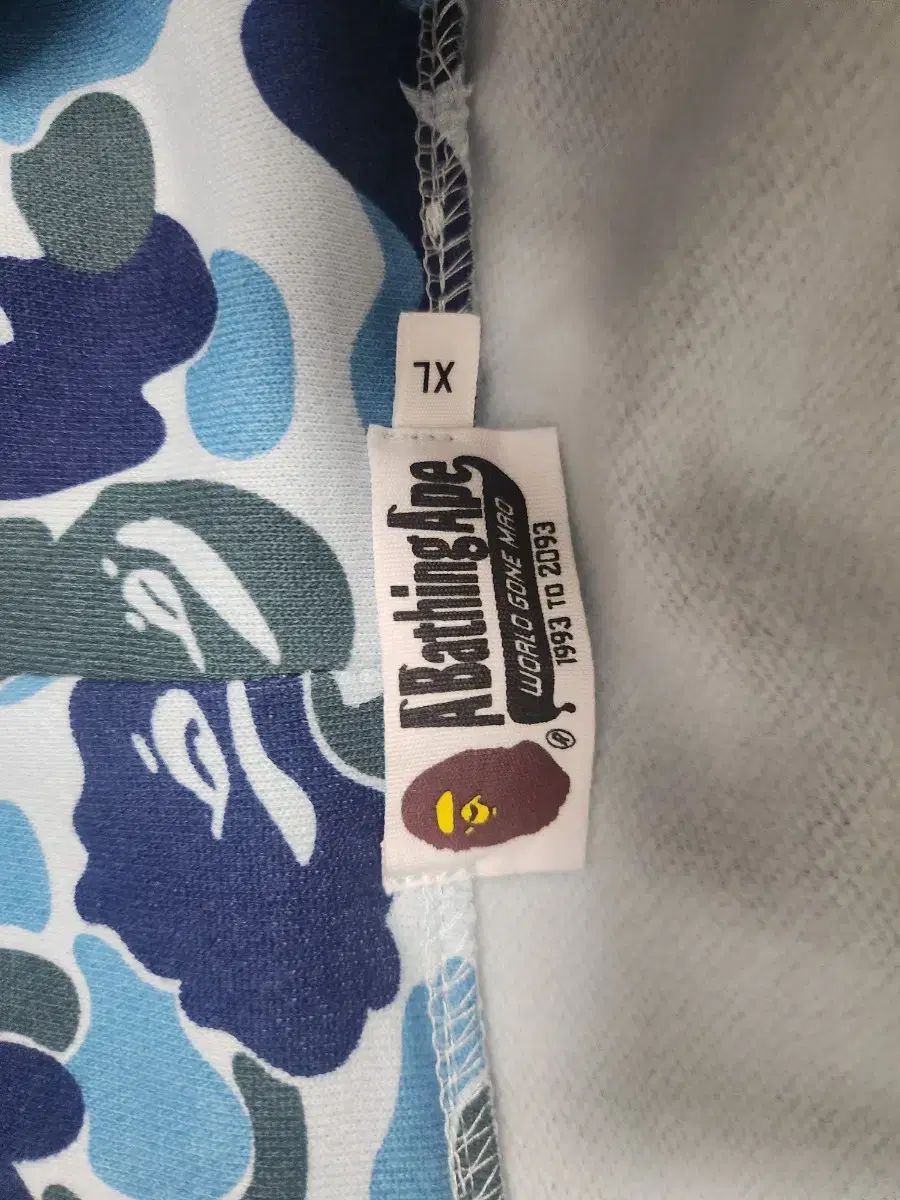 XL
A Bathing Ape
WORLD GONE MAD
1993 TO 2093
®